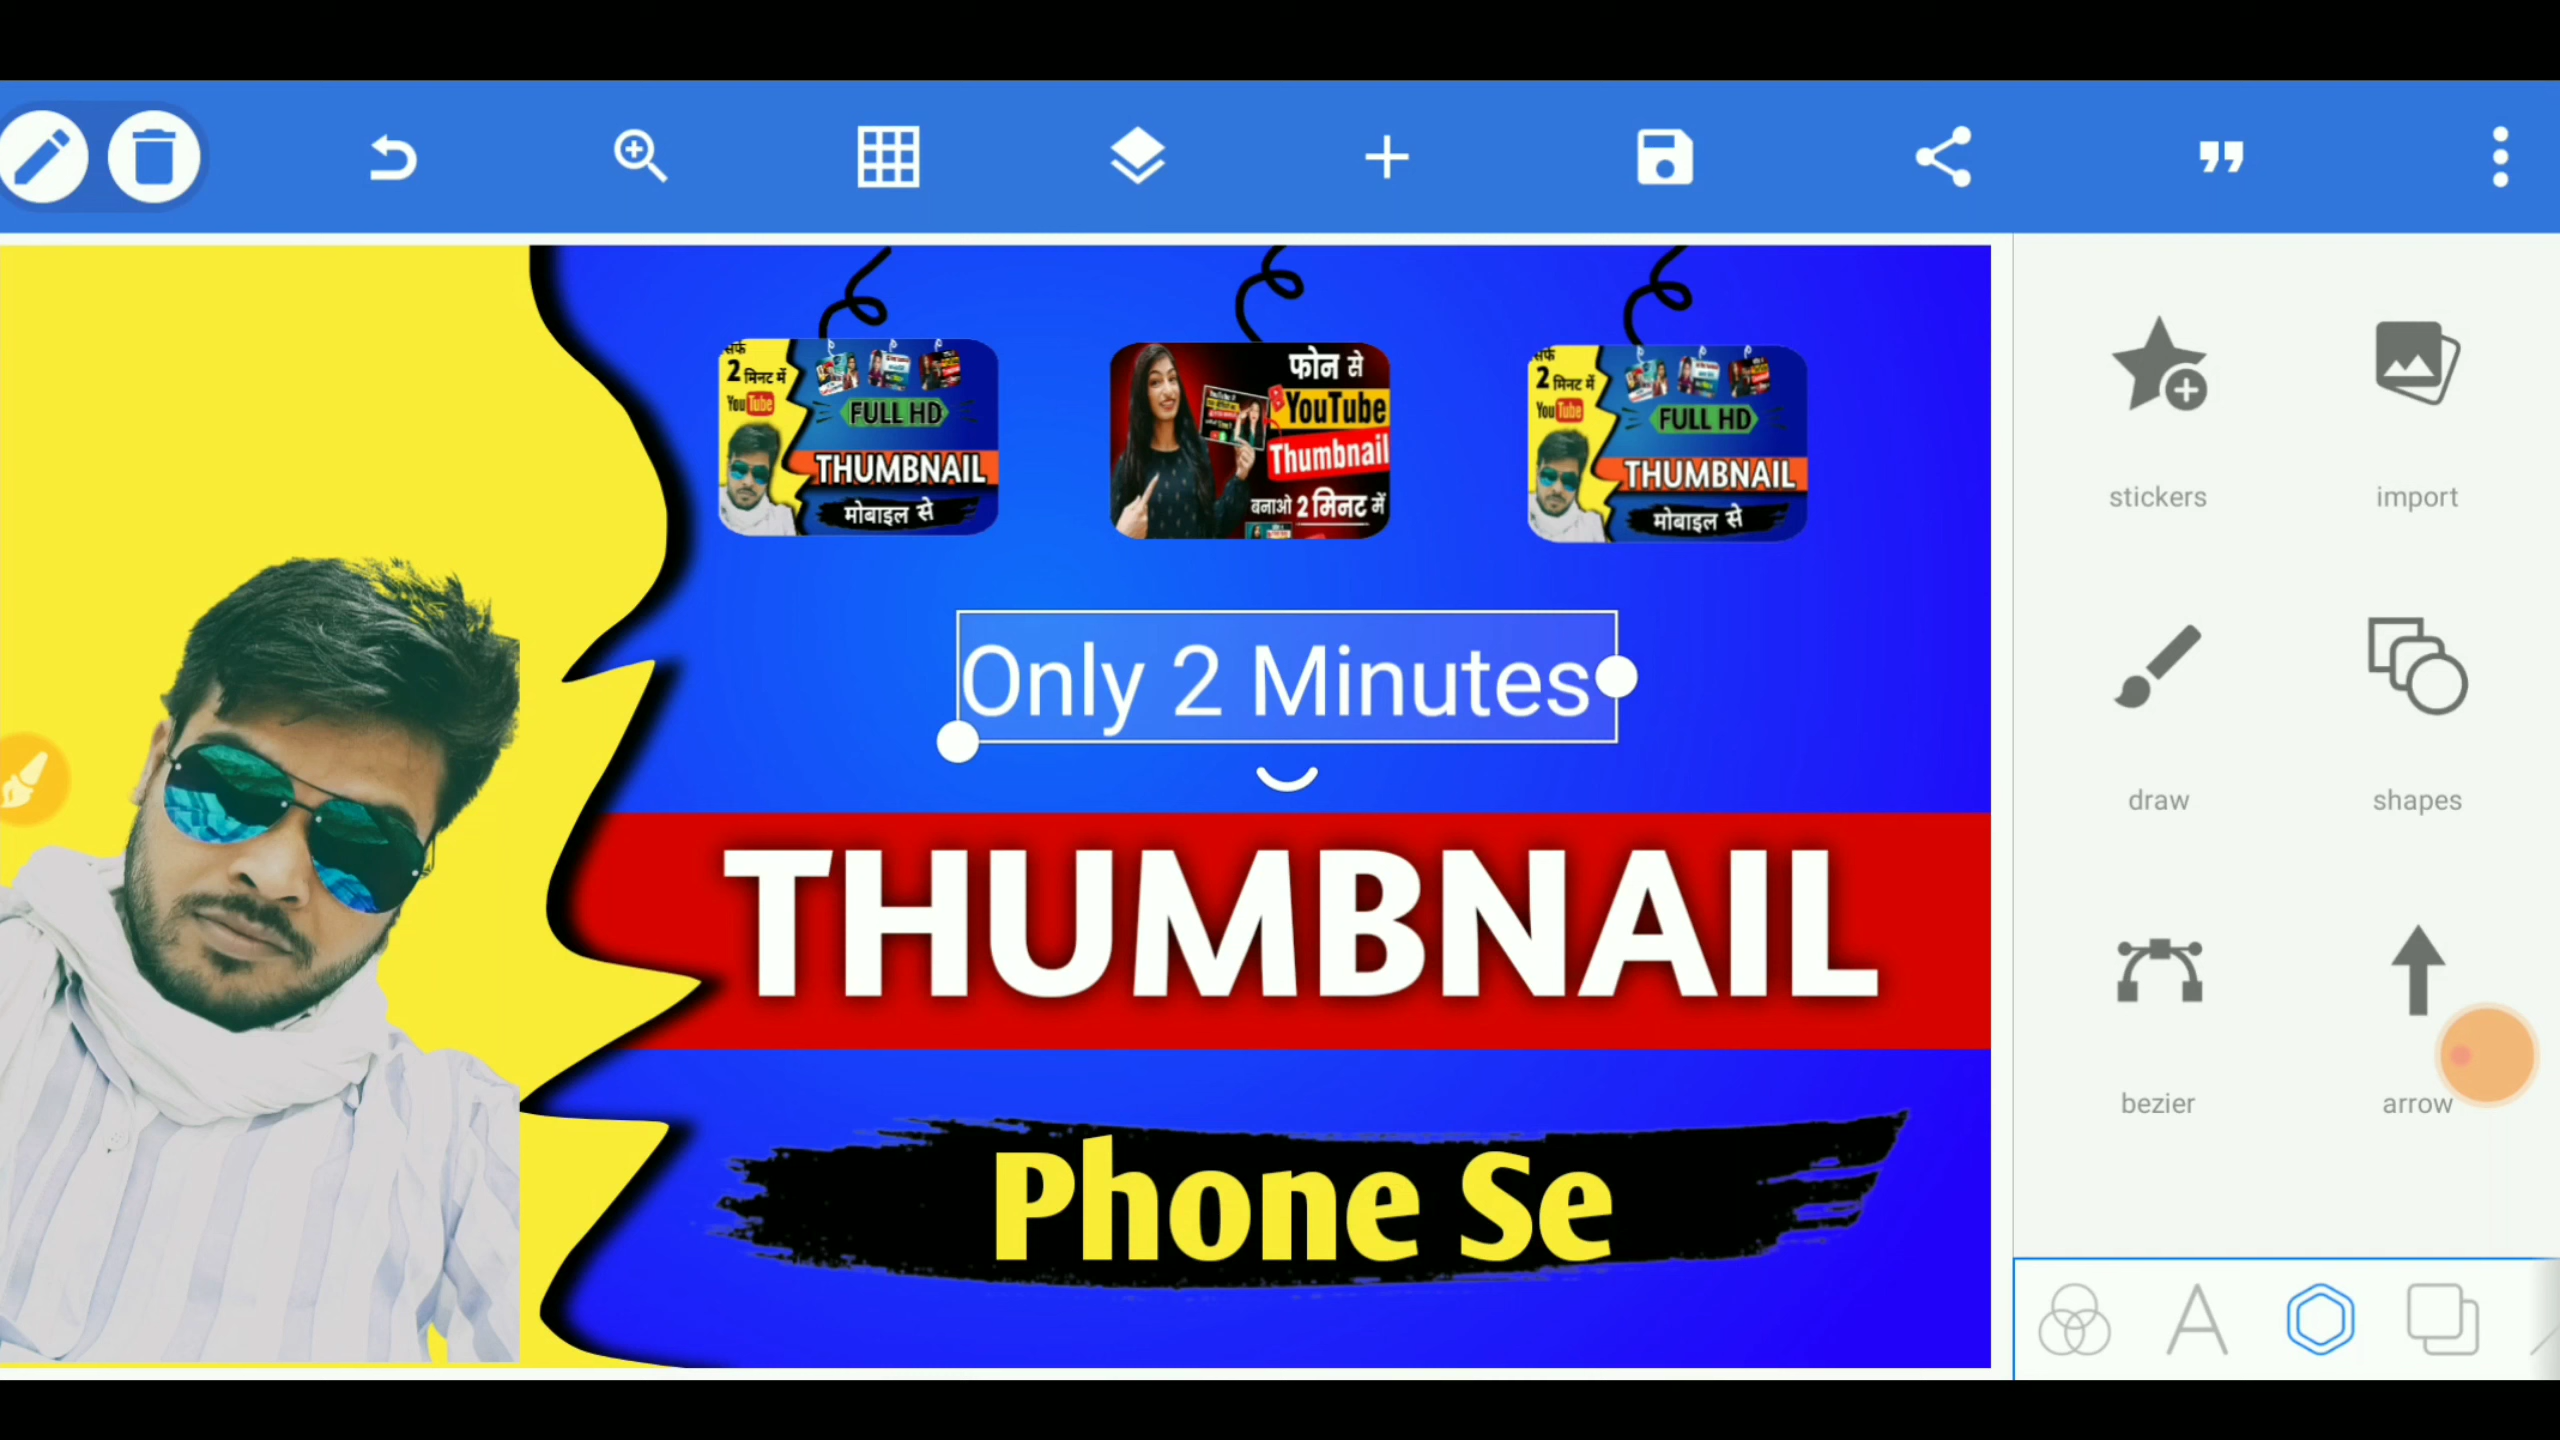 सिर्फ
2 मिनट में
YouTube
FULL HD
THUMBNAIL
मोबाइल से
फोन से
YouTube
Thumbnail
बनाओ 2 मिनट में
सिर्फ
2 मिनट में
YouTube
FULL HD
THUMBNAIL
मोबाइल से
Only 2 Minutes
THUMBNAIL
Phone Se
stickers
import
draw
shapes
bezier
arrow